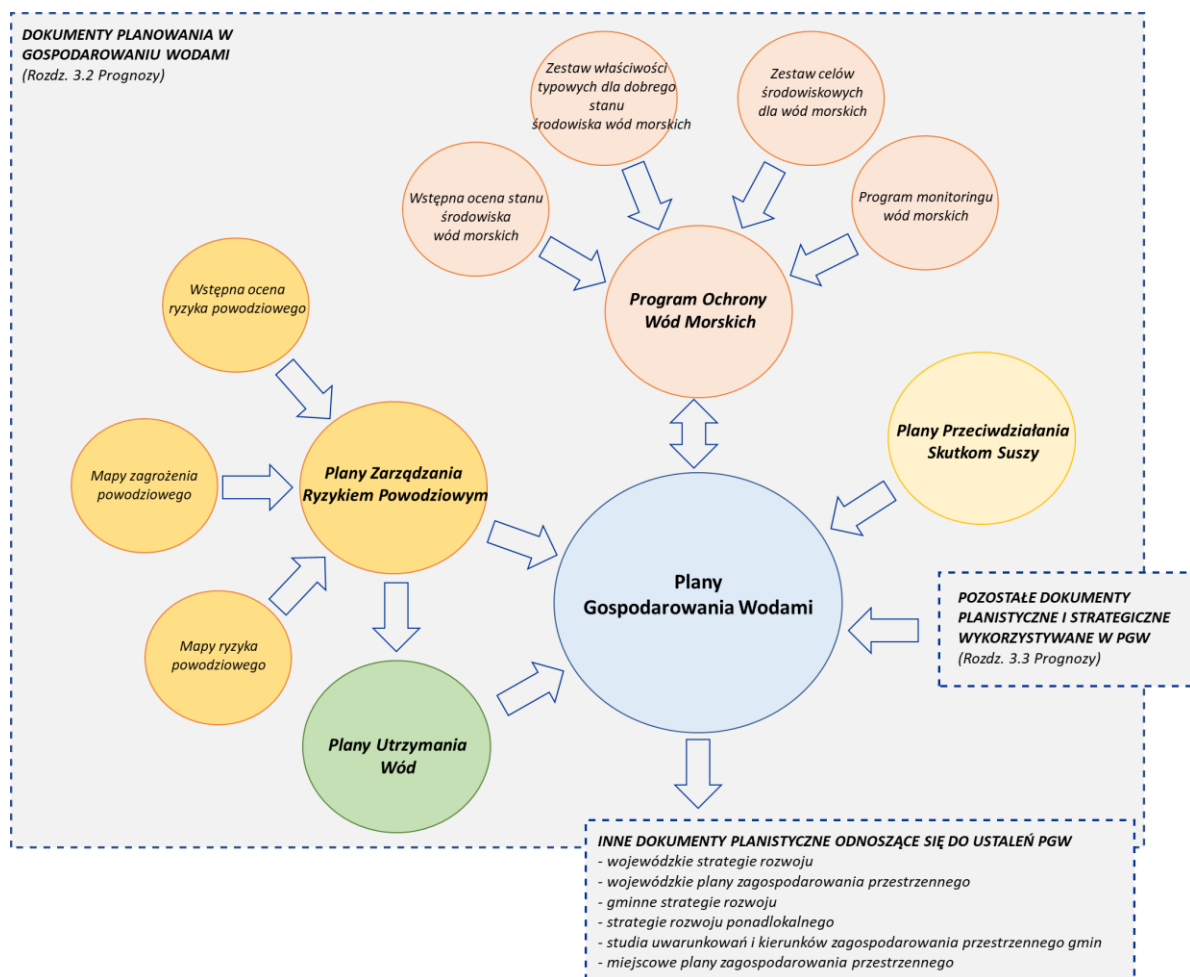 DOKUMENTY PLANOWANIA W
GOSPODAROWANIU WODAMI
(Rozdz. 3.2 Prognozy)
Zestaw właściwości
typowych dla dobrego
stanu
środowiska wód morskich
Zestaw celów
środowiskowych
dla wód morskich
Wstępna ocena stanu
środowiska
wód morskich
Program monitoringu
wód morskich
Program Ochrony
Wód Morskich
Wstępna ocena
ryzyka powodziowego
Mapy zagrożenia
powodziowego
Plany Zarządzania
Ryzykiem Powodziowym
Plany Przeciwdziałania
Skutkom Suszy
Mapy ryzyka
powodziowego
Plany
Gospodarowania Wodami
POZOSTAŁE DOKUMENTY
PLANISTYCZNE I STRATEGICZNE
WYKORZYSTYWANE W PGW
(Rozdz. 3.3 Prognozy)
Plany Utrzymania
Wód
INNE DOKUMENTY PLANISTYCZNE ODNOSZĄCE SIĘ DO USTALEŃ PGW
- wojewódzkie strategie rozwoju
- wojewódzkie plany zagospodarowania przestrzennego
- gminne strategie rozwoju
- strategie rozwoju ponadlokalnego
- studia uwarunkowań i kierunków zagospodarowania przestrzennego gmin
- miejscowe plany zagospodarowania przestrzennego